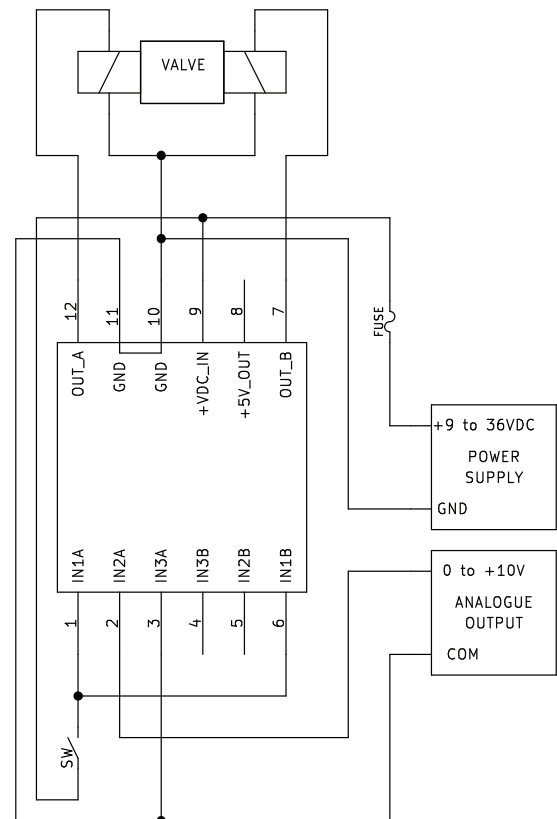 VALVE
12
11
10
9
8
7
FUSE
OUT_A
GND
GND
+VDC_IN
+5V_OUT
OUT_B
+9 to 36VDC
POWER
SUPPLY
GND
IN1A
IN2A
IN3A
IN3B
IN2B
IN1B
0 to +10V
ANALOGUE
OUTPUT
COM
1
2
3
4
5
6
SW